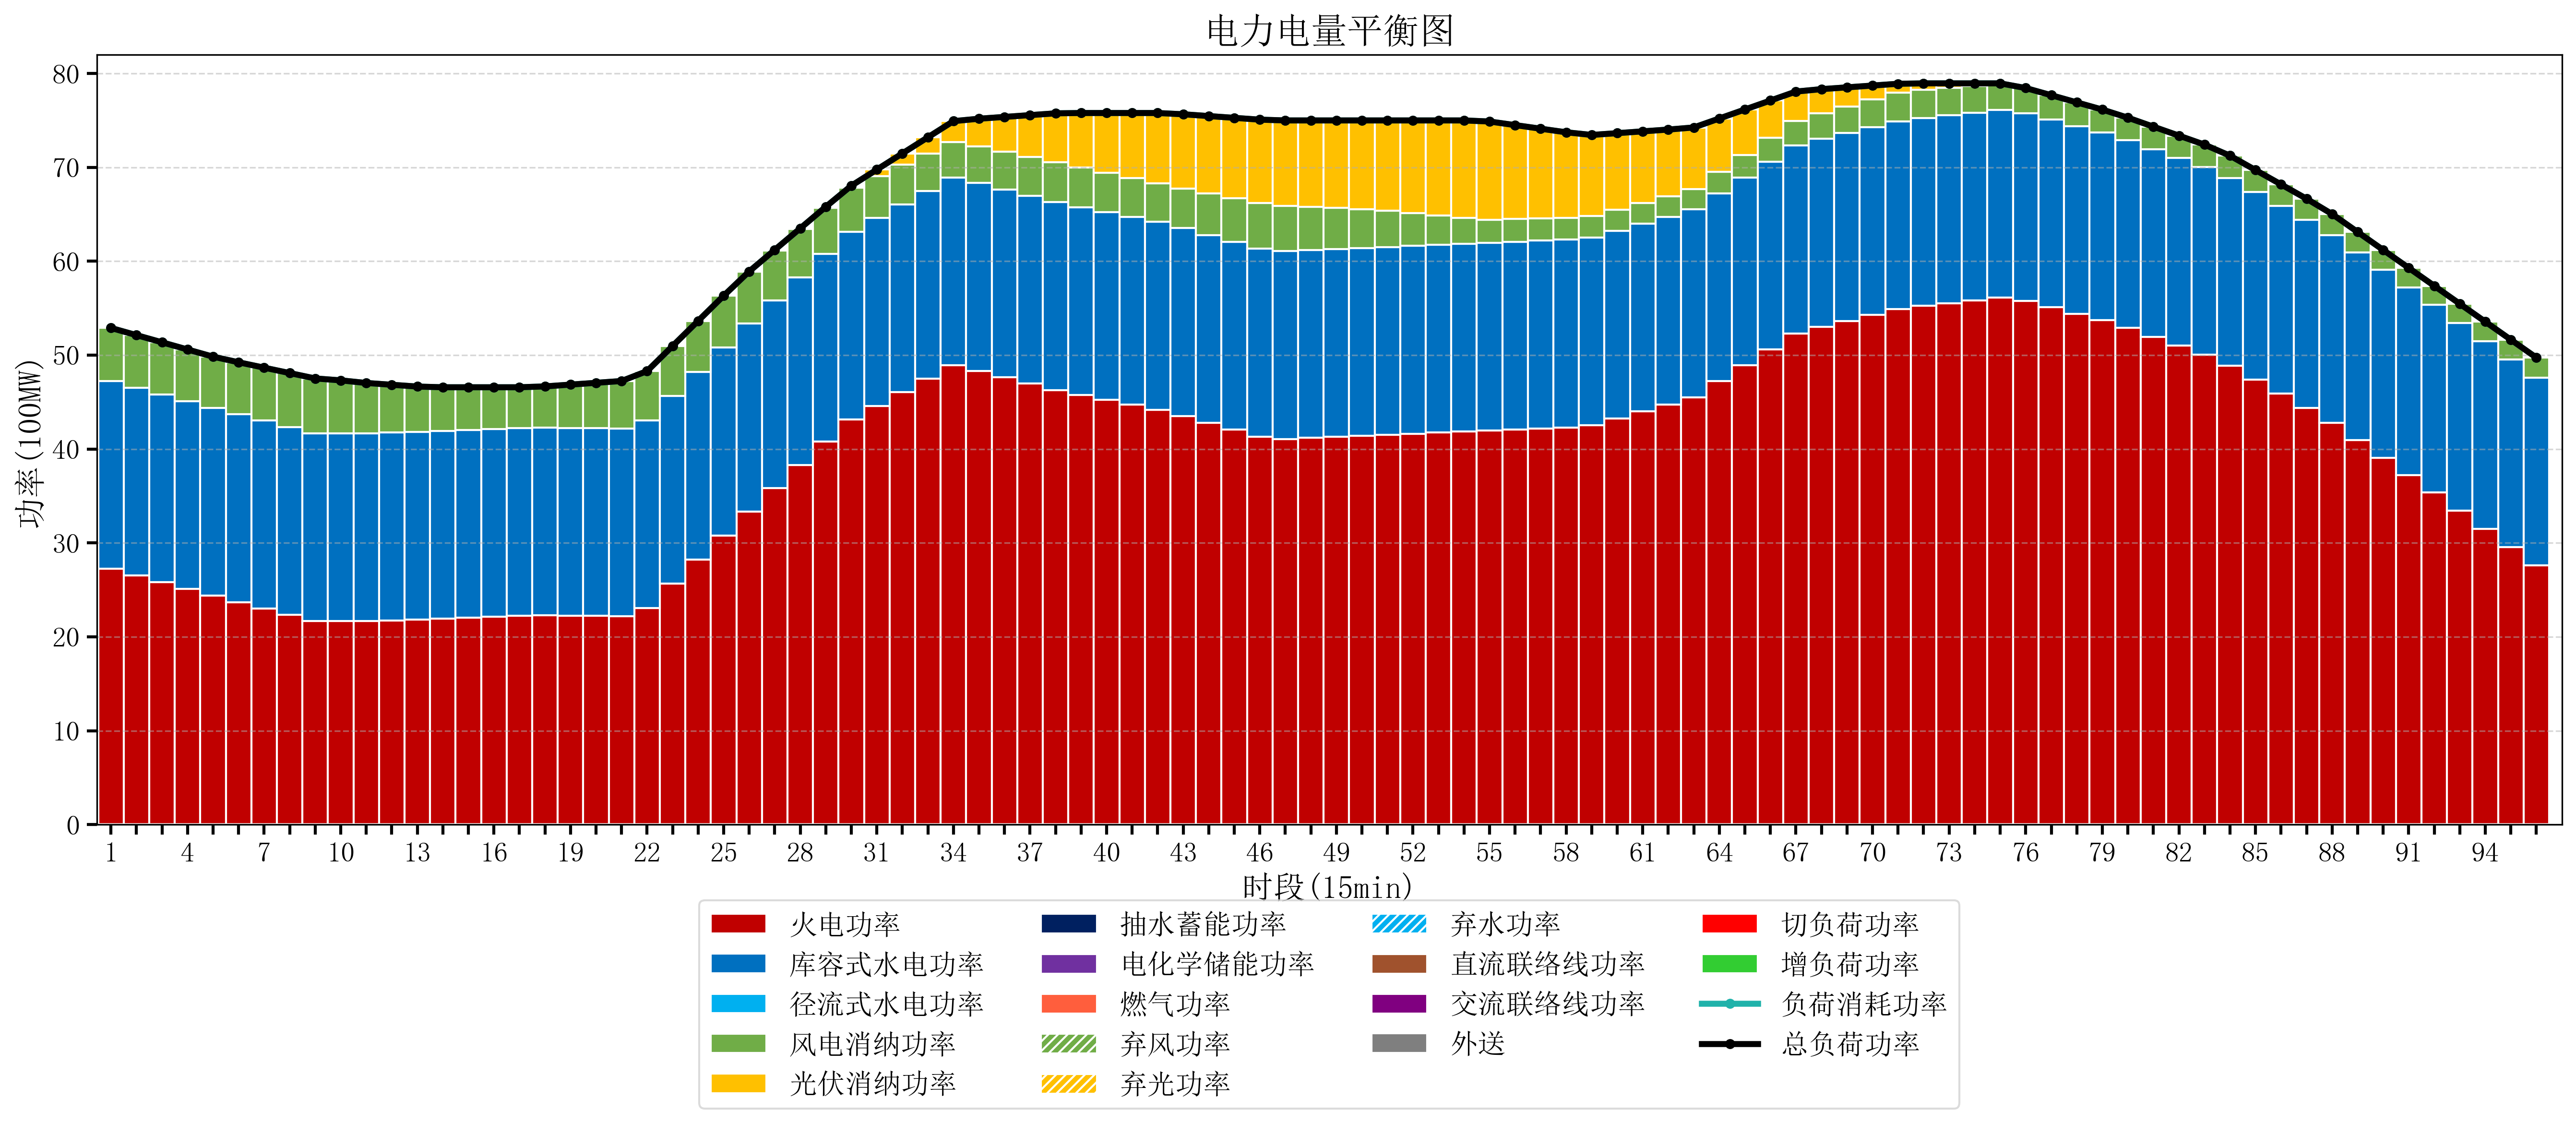 电力电量平衡图
功率(100MW)
80
70
60
50
40
30
20
10
0
1 4 7 10 13 16 19 22 25 28 31 34 37 40 43 46 49 52 55 58 61 64 67 70 73 76 79 82 85 88 91 94
时段(15min)
火电功率 抽水蓄能功率 弃水功率 切负荷功率
库容式水电功率 电化学储能功率 直流联络线功率 增负荷功率
径流式水电功率 燃气功率 交流联络线功率 负荷消耗功率
风电消纳功率 弃风功率 外送 总负荷功率
光伏消纳功率 弃光功率